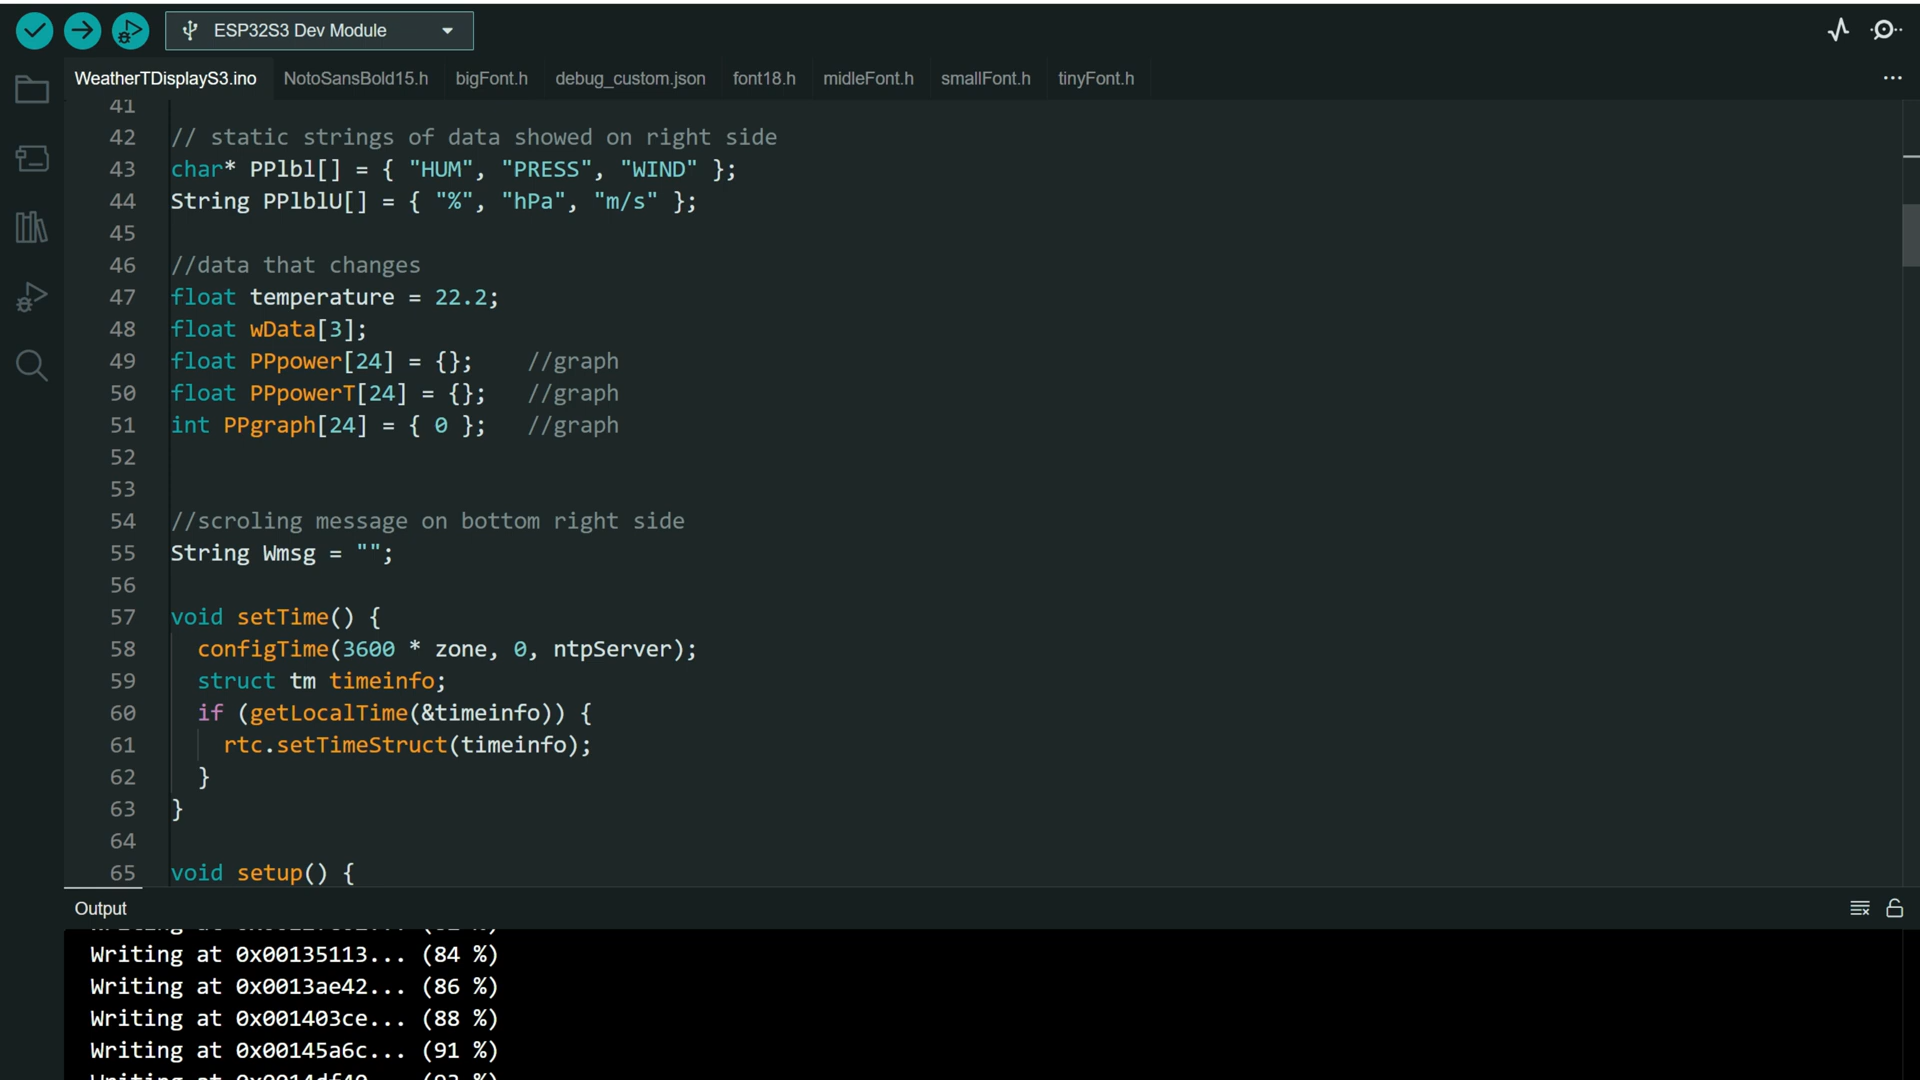 ESP32S3 Dev Module
WeatherTDisplayS3.ino NotoSansBold15.h bigFont.h debug_custom.json font18.h midleFont.h smallFont.h tinyFont.h
41
42 // static strings of data showed on right side
43 char* PPlbl[] = { "HUM", "PRESS", "WIND" };
44 String PPlblU[] = { "%", "hPa", "m/s" };
45
46 //data that changes
47 float temperature = 22.2;
48 float wData[3];
49 float PPpower[24] = {}; //graph
50 float PPpowerT[24] = {}; //graph
51 int PPgraph[24] = { 0 }; //graph
52
53
54 //scroling message on bottom right side
55 String Wmsg = "";
56
57 void setTime() {
58 configTime(3600 * zone, 0, ntpServer);
59 struct tm timeinfo;
60 if (getLocalTime(&timeinfo)) {
61 rtc.setTimeStruct(timeinfo);
62 }
63 }
64
65 void setup() {
Output
Writing at 0x00135113... (84 %)
Writing at 0x0013ae42... (86 %)
Writing at 0x001403ce... (88 %)
Writing at 0x00145a6c... (91 %)